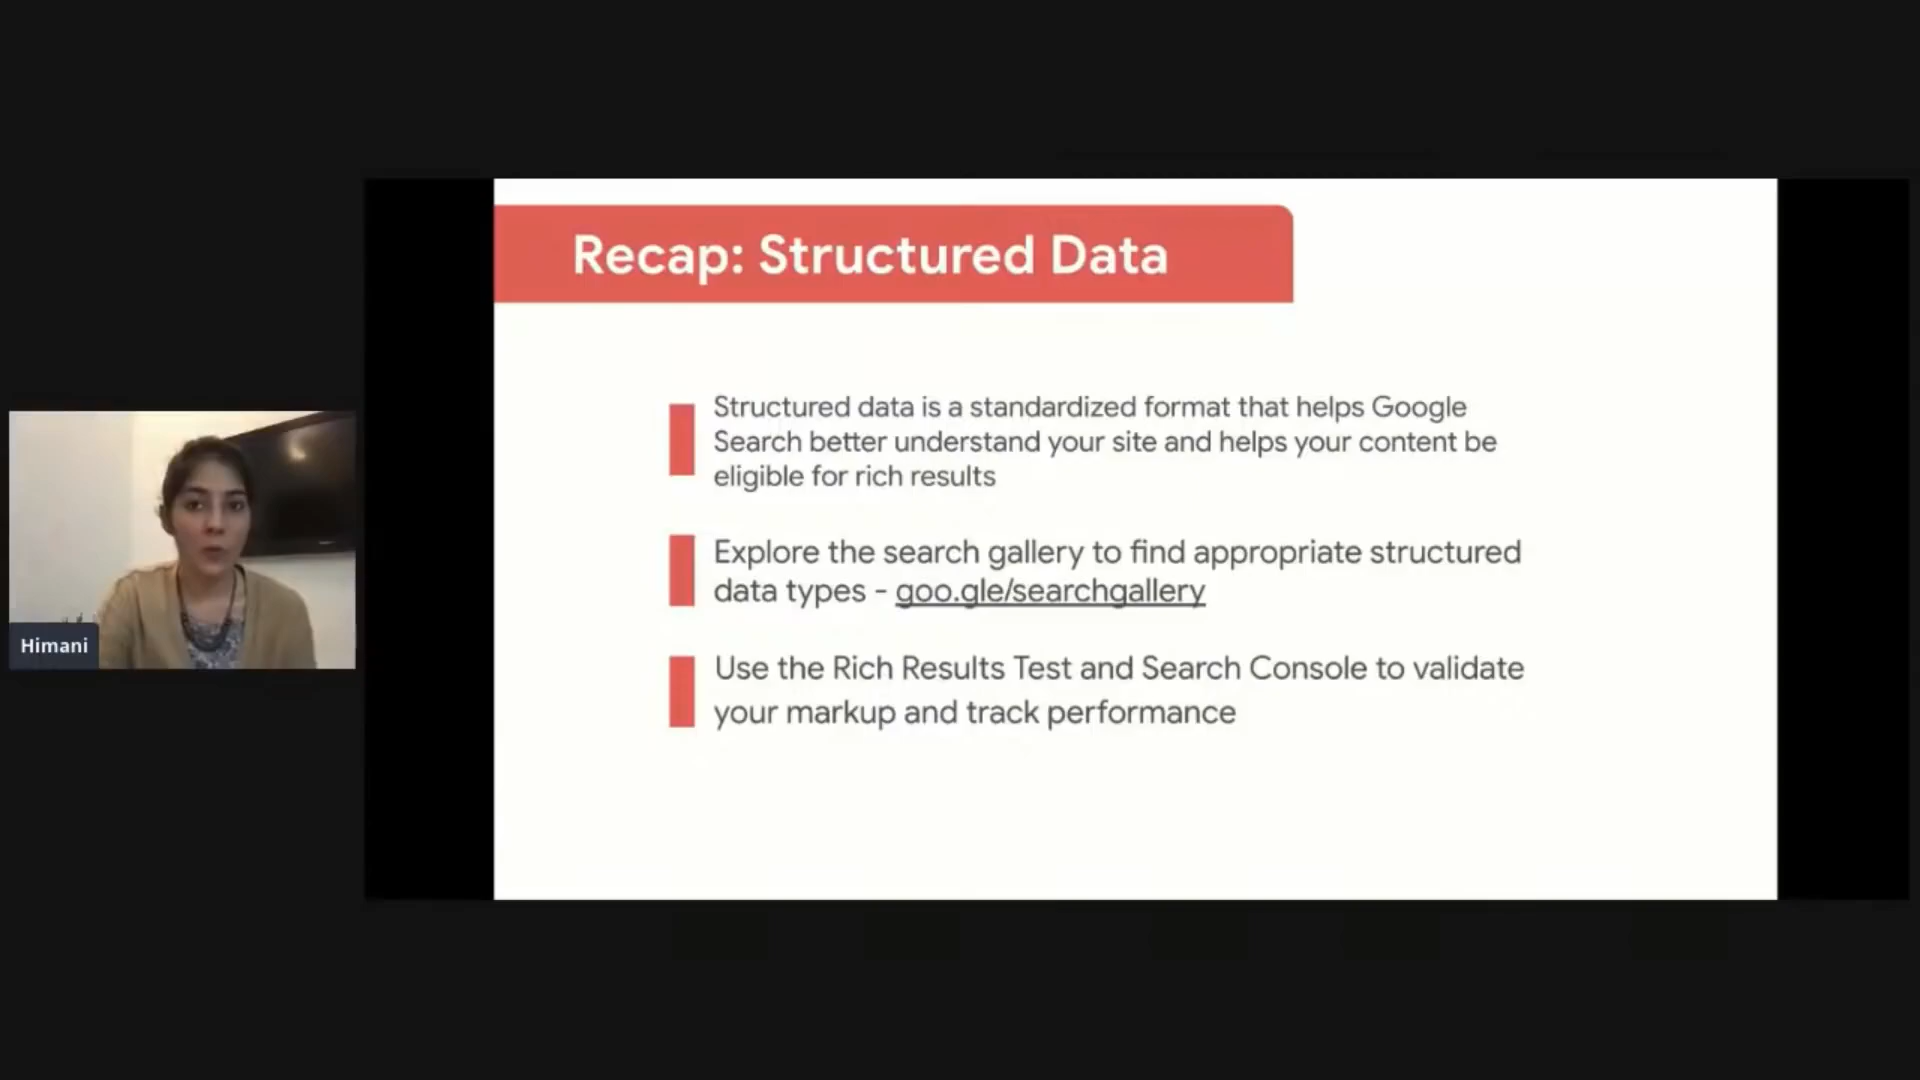 Recap: Structured Data
Structured data is a standardized format that helps Google
Search better understand your site and helps your content be
eligible for rich results
Explore the search gallery to find appropriate structured
data types - goo.gle/searchgallery
Use the Rich Results Test and Search Console to validate
your markup and track performance
Himani